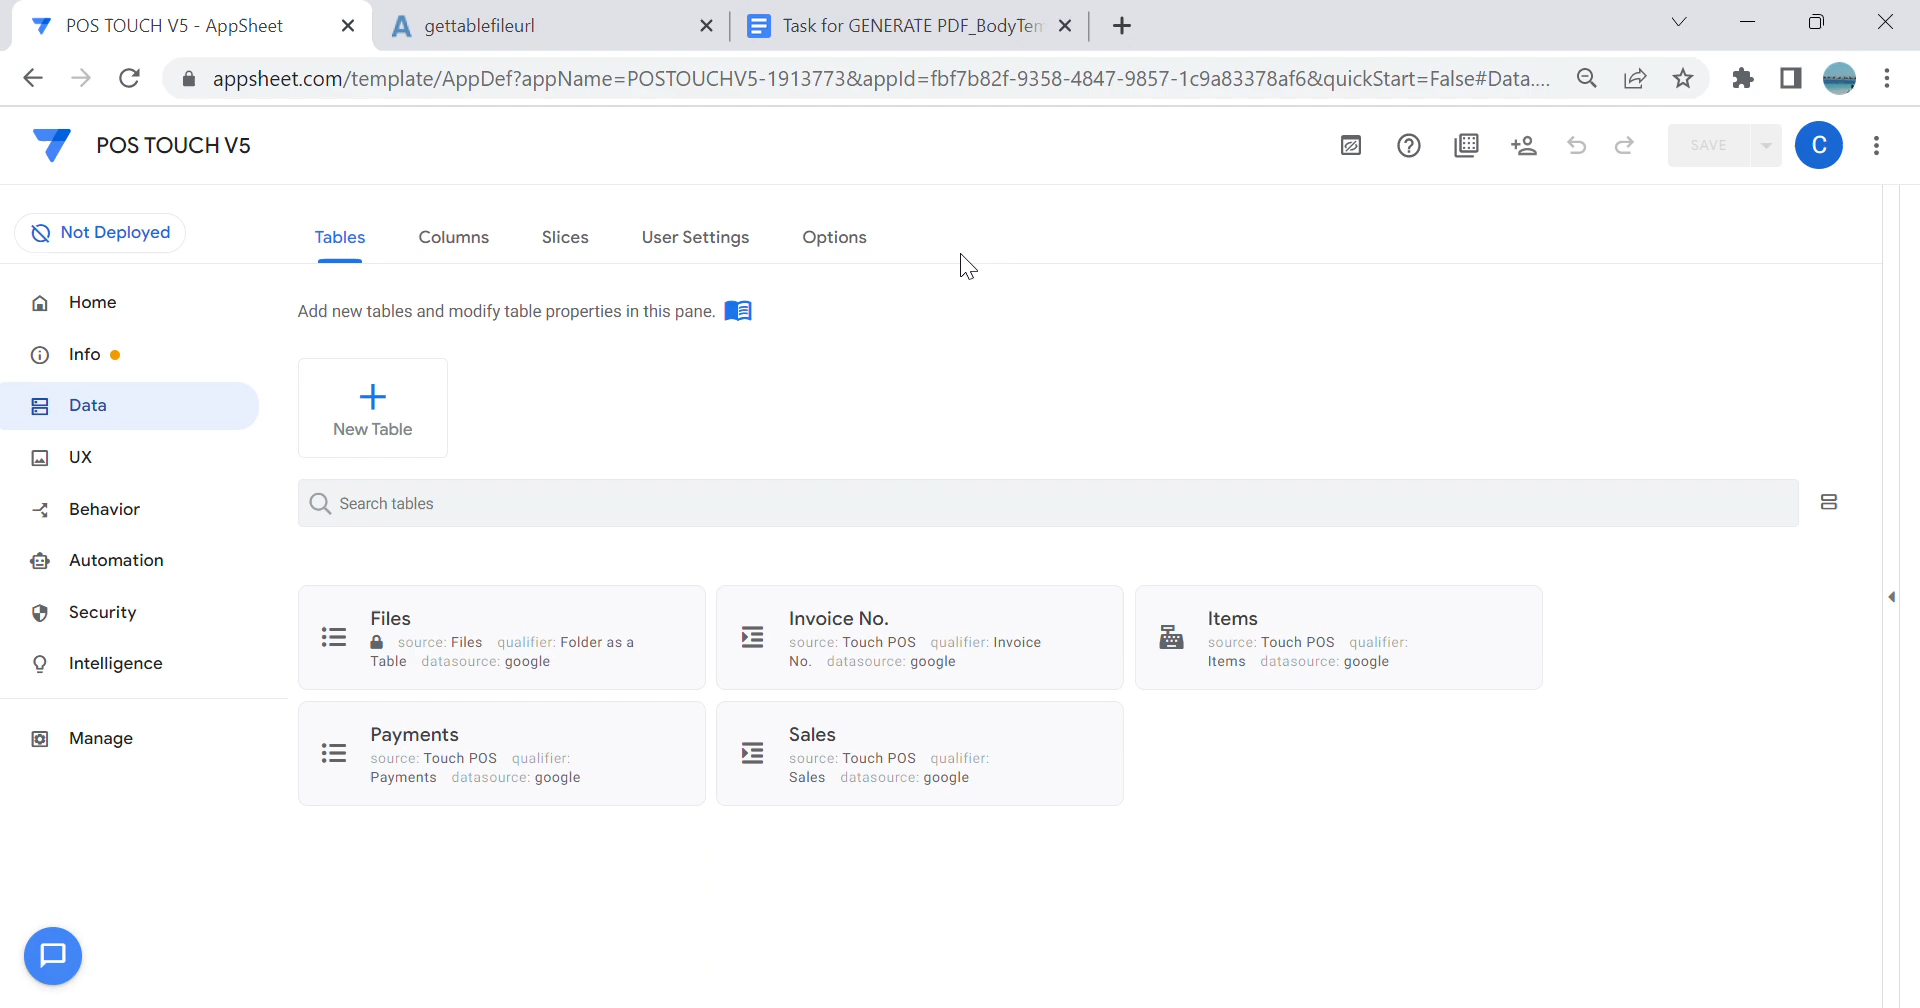 POS TOUCH V5 - AppSheet
gettablefileurl
Task for GENERATE PDF_BodyTem
appsheet.com/template/AppDef?appName=POSTOUCHV5-1913773&appId=fbf7b82f-9358-4847-9857-1c9a83378af6&quickStart=False#Data....
POS TOUCH V5
SAVE
C
Not Deployed
Tables
Columns
Slices
User Settings
Options
Home
Info
Data
UX
Behavior
Automation
Security
Intelligence
Manage
Add new tables and modify table properties in this pane.
New Table
Search tables
Files
source: Files qualifier: Folder as a
Table datasource: google
Invoice No.
source: Touch POS qualifier: Invoice
No. datasource: google
Items
source: Touch POS qualifier:
Items datasource: google
Payments
source: Touch POS qualifier:
Payments datasource: google
Sales
source: Touch POS qualifier:
Sales datasource: google